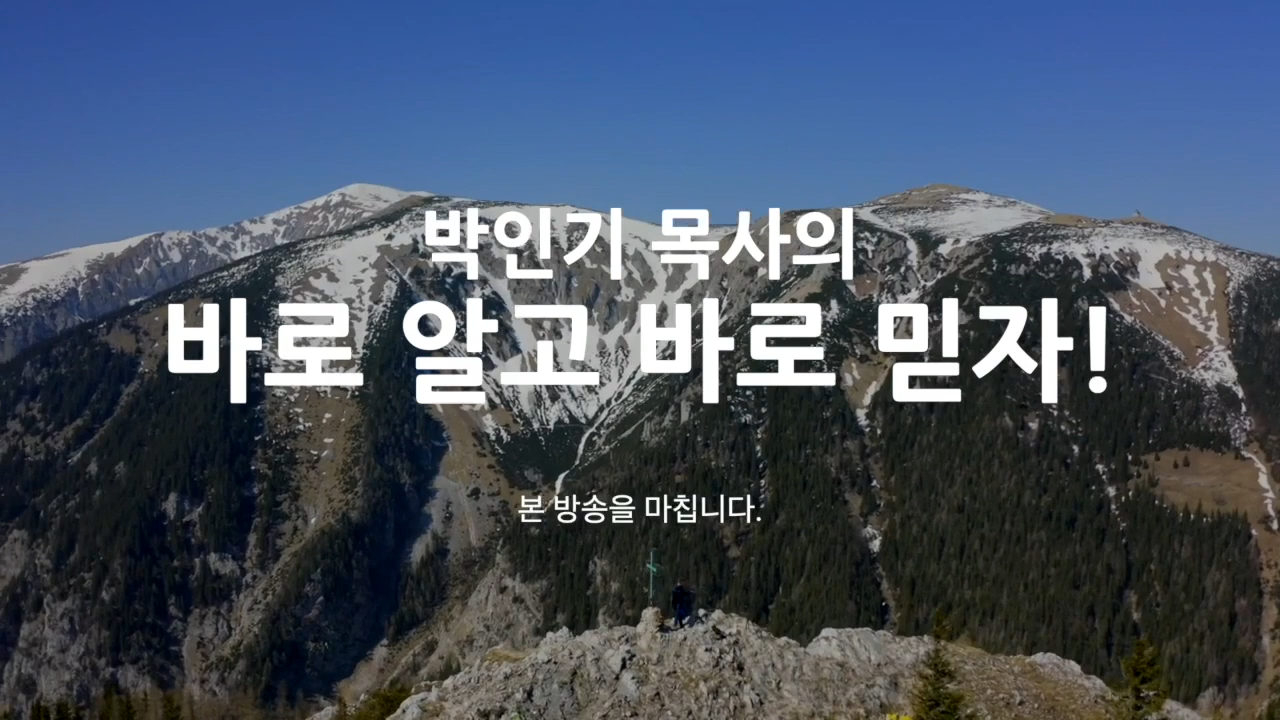 박인기 목사의
바로 알고 바로 믿자!
본 방송을 마칩니다.